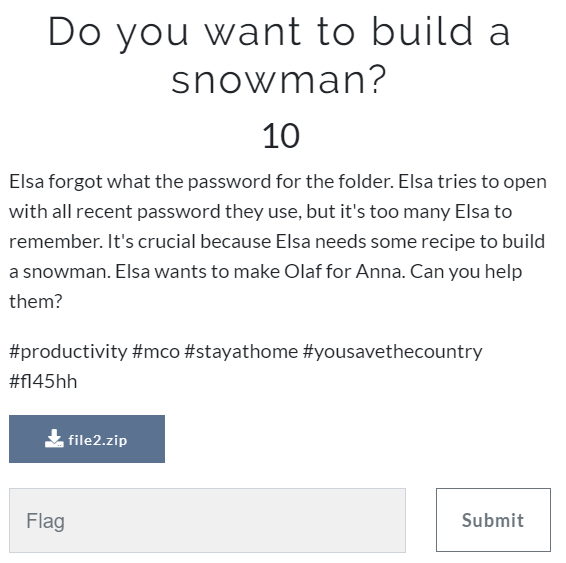 Do you want to build a
snowman?
10
Elsa forgot what the password for the folder. Elsa tries to open
with all recent password they use, but it's too many Elsa to
remember. It's crucial because Elsa needs some recipe to build
a snowman. Elsa wants to make Olaf for Anna. Can you help
them?
#productivity #mco #stayathome #yousavethecountry
#fl45hh
file2.zip
Flag
Submit